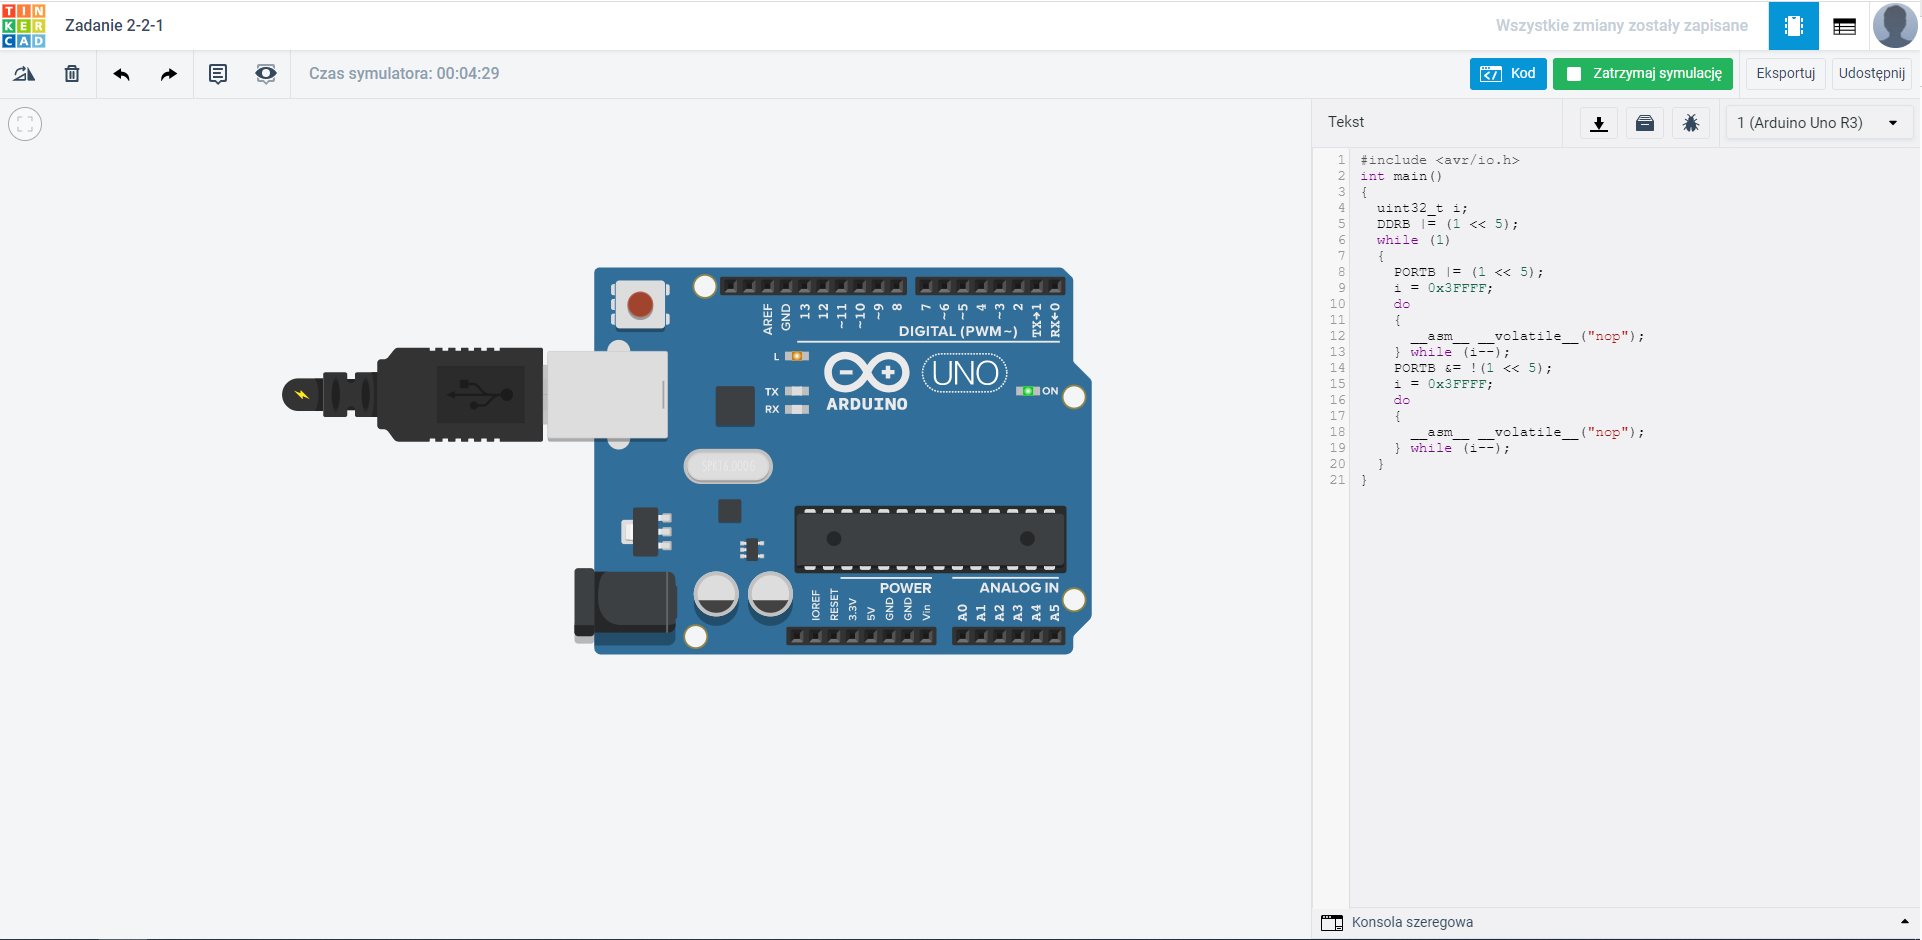 TIN
KER
CAD
Zadanie 2-2-1
Wszystkie zmiany zostały zapisane
Czas symulatora: 00:04:29
Kod
Zatrzymaj symulację
Eksportuj
Udostępnij
Tekst
1 (Arduino Uno R3)
1 #include <avr/io.h>
2 int main()
3 {
4 uint32_t i;
5 DDRB |= (1 << 5);
6 while (1)
7 {
8 PORTB |= (1 << 5);
9 i = 0x3FFFF;
10 do
11 {
12 __asm__ __volatile__("nop");
13 } while (i--);
14 PORTB &= !(1 << 5);
15 i = 0x3FFFF;
16 do
17 {
18 __asm__ __volatile__("nop");
19 } while (i--);
20 }
21 }
AREF GND 13 12 ~11 ~10 ~9 8 7 ~6 ~5 4 ~3 2 TX→1 RX←0
DIGITAL (PWM~)
L
TX
RX
ARDUINO
UNO
ON
SPK16.000G
POWER
ANALOG IN
IOREF RESET 3.3V 5V GND GND Vin A0 A1 A2 A3 A4 A5
Konsola szeregowa